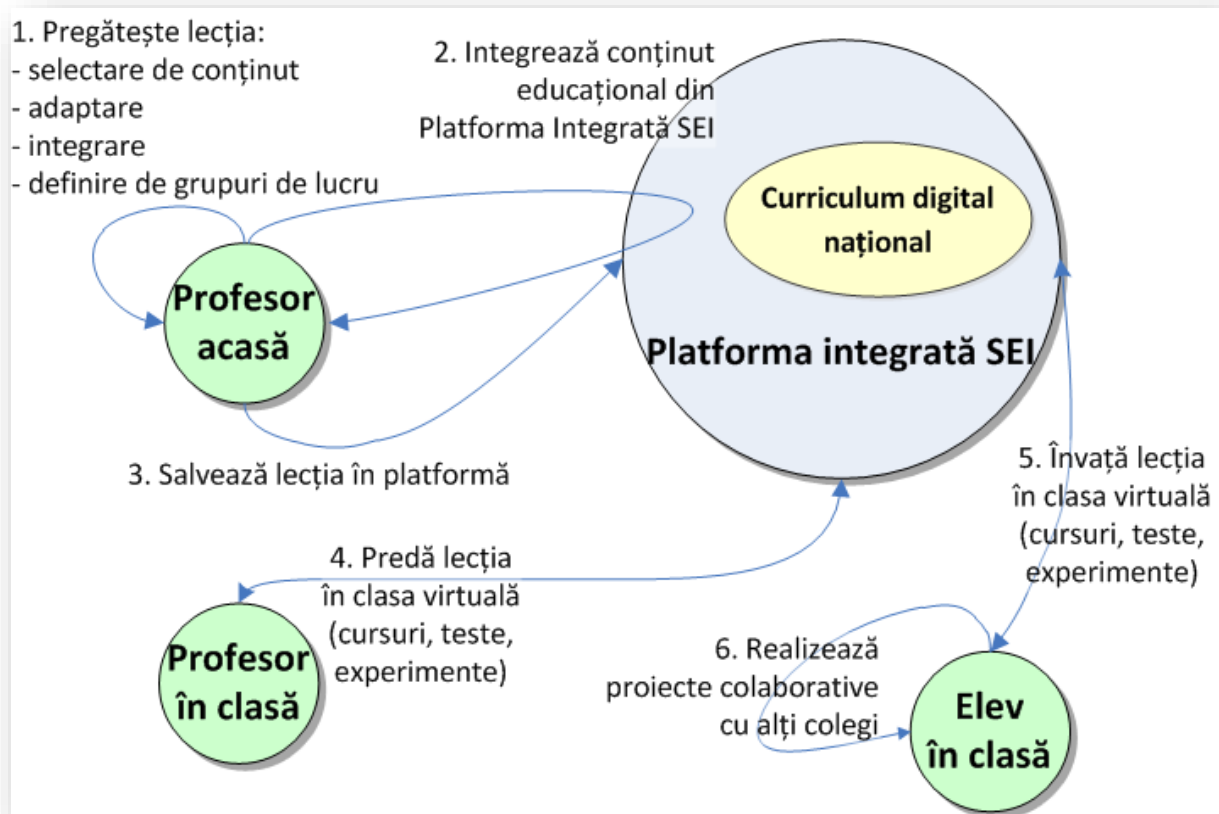 1. Pregătește lecția:
- selectare de conținut
- adaptare
- integrare
- definire de grupuri de lucru
2. Integrează conținut
educațional din
Platforma Integrată SEI
Curriculum digital
național
Profesor
acasă
Platforma integrată SEI
3. Salvează lecția în platformă
4. Predă lecția
în clasa virtuală
(cursuri, teste,
experimente)
5. Învață lecția
în clasa virtuală
(cursuri, teste,
experimente)
Profesor
în clasă
6. Realizează
proiecte colaborative
cu alți colegi
Elev
în clasă